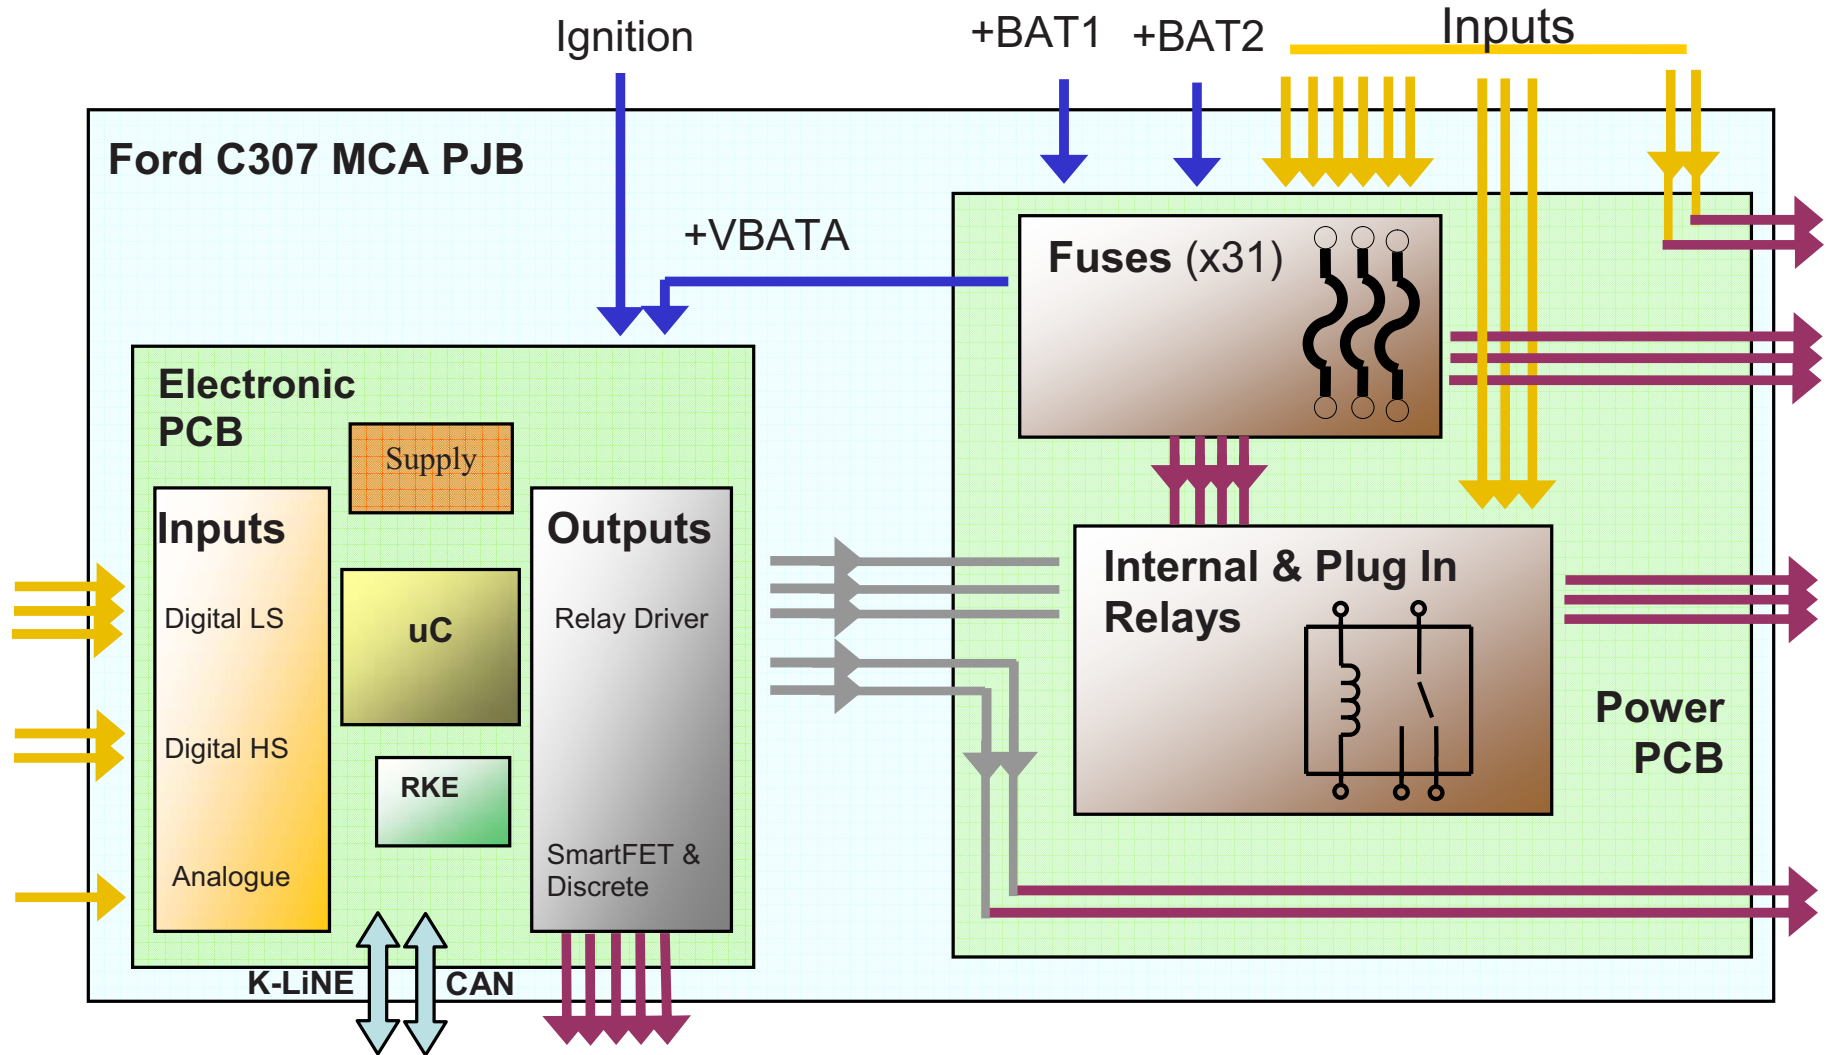 Ignition
+BAT1
+BAT2
Inputs
Ford C307 MCA PJB
+VBATA
Fuses (x31)
Electronic
PCB
Supply
Inputs
Outputs
Digital LS
uC
Relay Driver
Digital HS
RKE
Analogue
SmartFET &
Discrete
K-LiNE
CAN
Internal & Plug In
Relays
Power
PCB